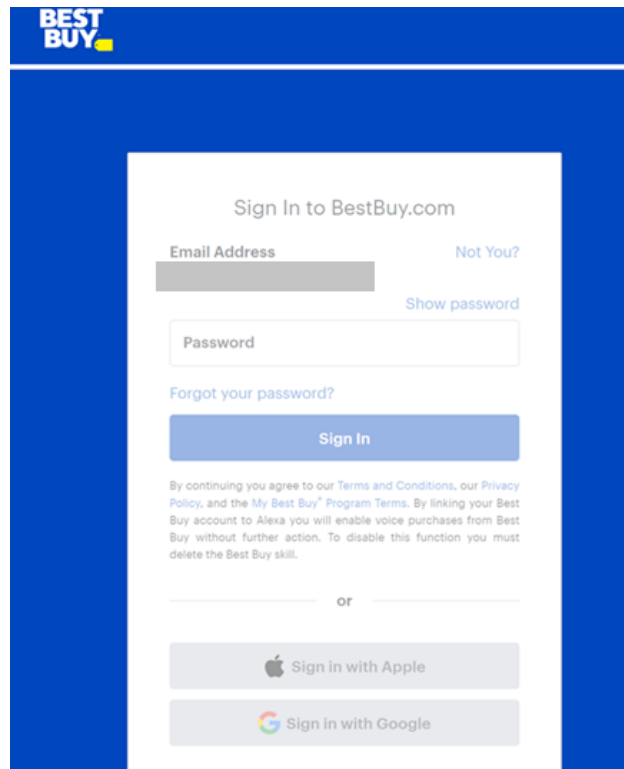 BEST
BUY
Sign In to BestBuy.com
Email Address Not You?
Show password
Password
Forgot your password?
Sign In
By continuing you agree to our Terms and Conditions, our Privacy
Policy, and the My Best Buy® Program Terms. By linking your Best
Buy account to Alexa you will enable voice purchases from Best
Buy without further action. To disable this function you must
delete the Best Buy skill.
or
Sign in with Apple
Sign in with Google